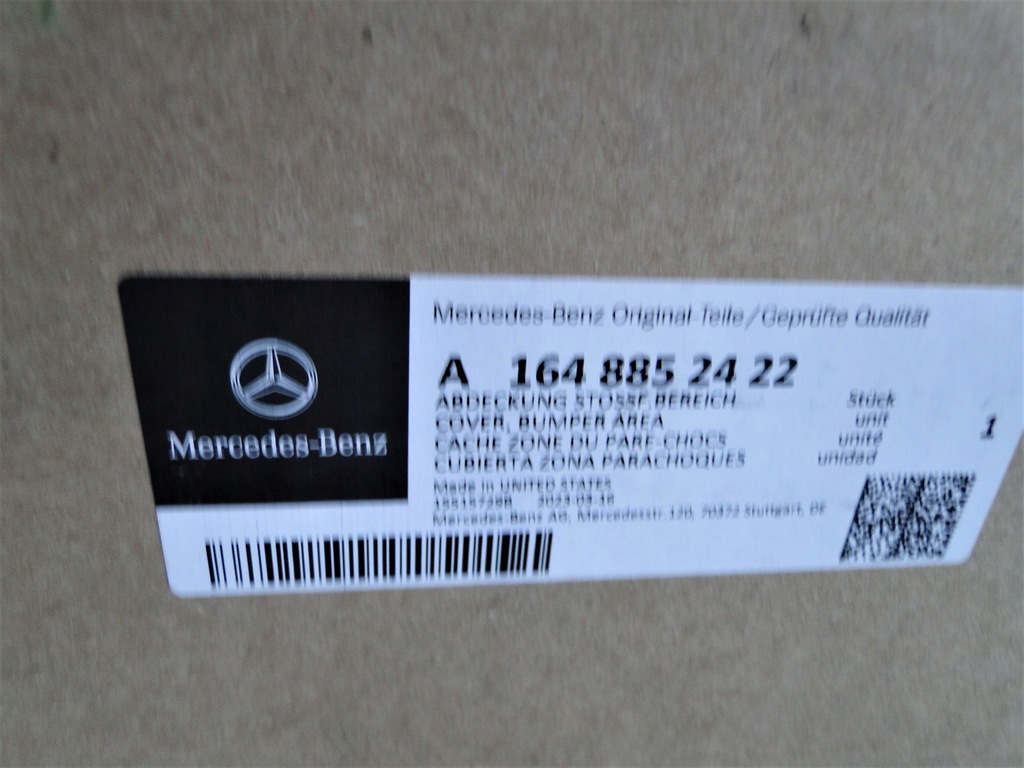 Mercedes-Benz
Mercedes-Benz Original-Teile/Geprüfte Qualität
A 164 885 24 22
ABDECKUNG STOSSF.BEREICH Stück
COVER, BUMPER AREA unit
CACHE ZONE DU PARE-CHOCS unité
CUBIERTA ZONA PARACHOQUES unidad
1
Made in UNITED STATES
Mercedes-Benz AG, Mercedesstr.120, 70372 Stuttgart, DE